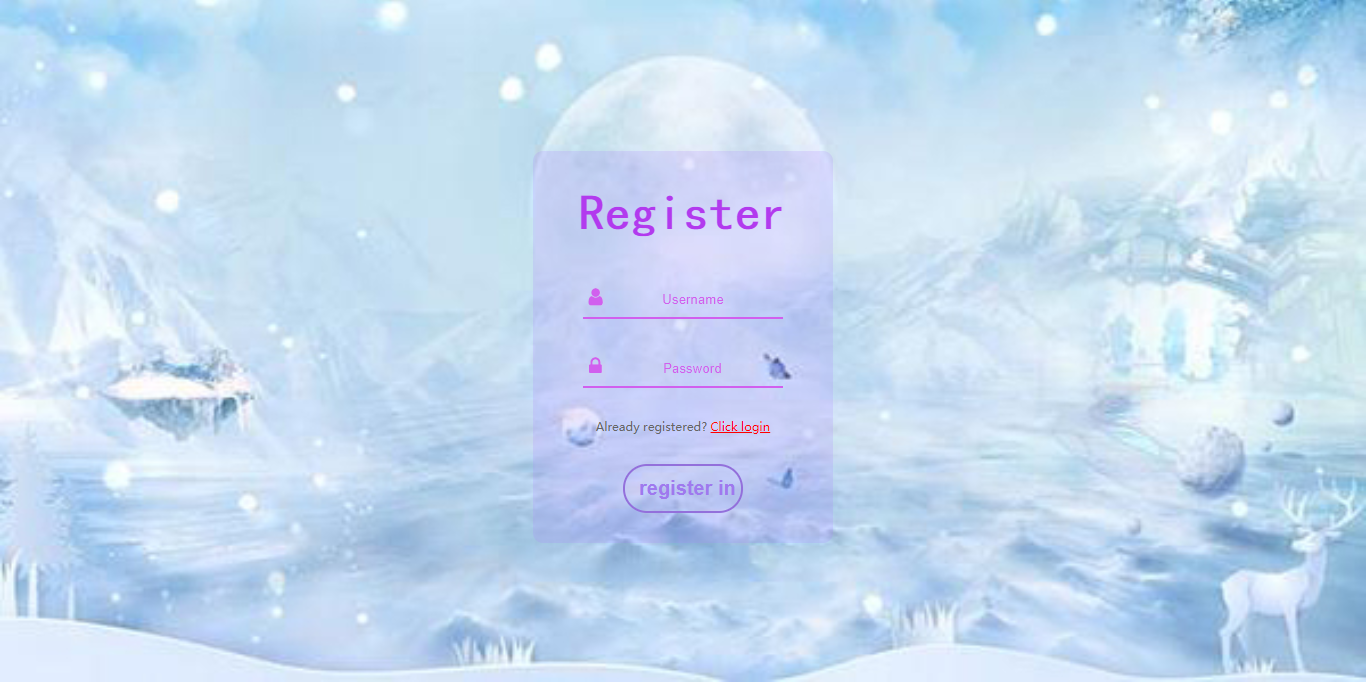 Register
Username
Password
Already registered? Click login
register in